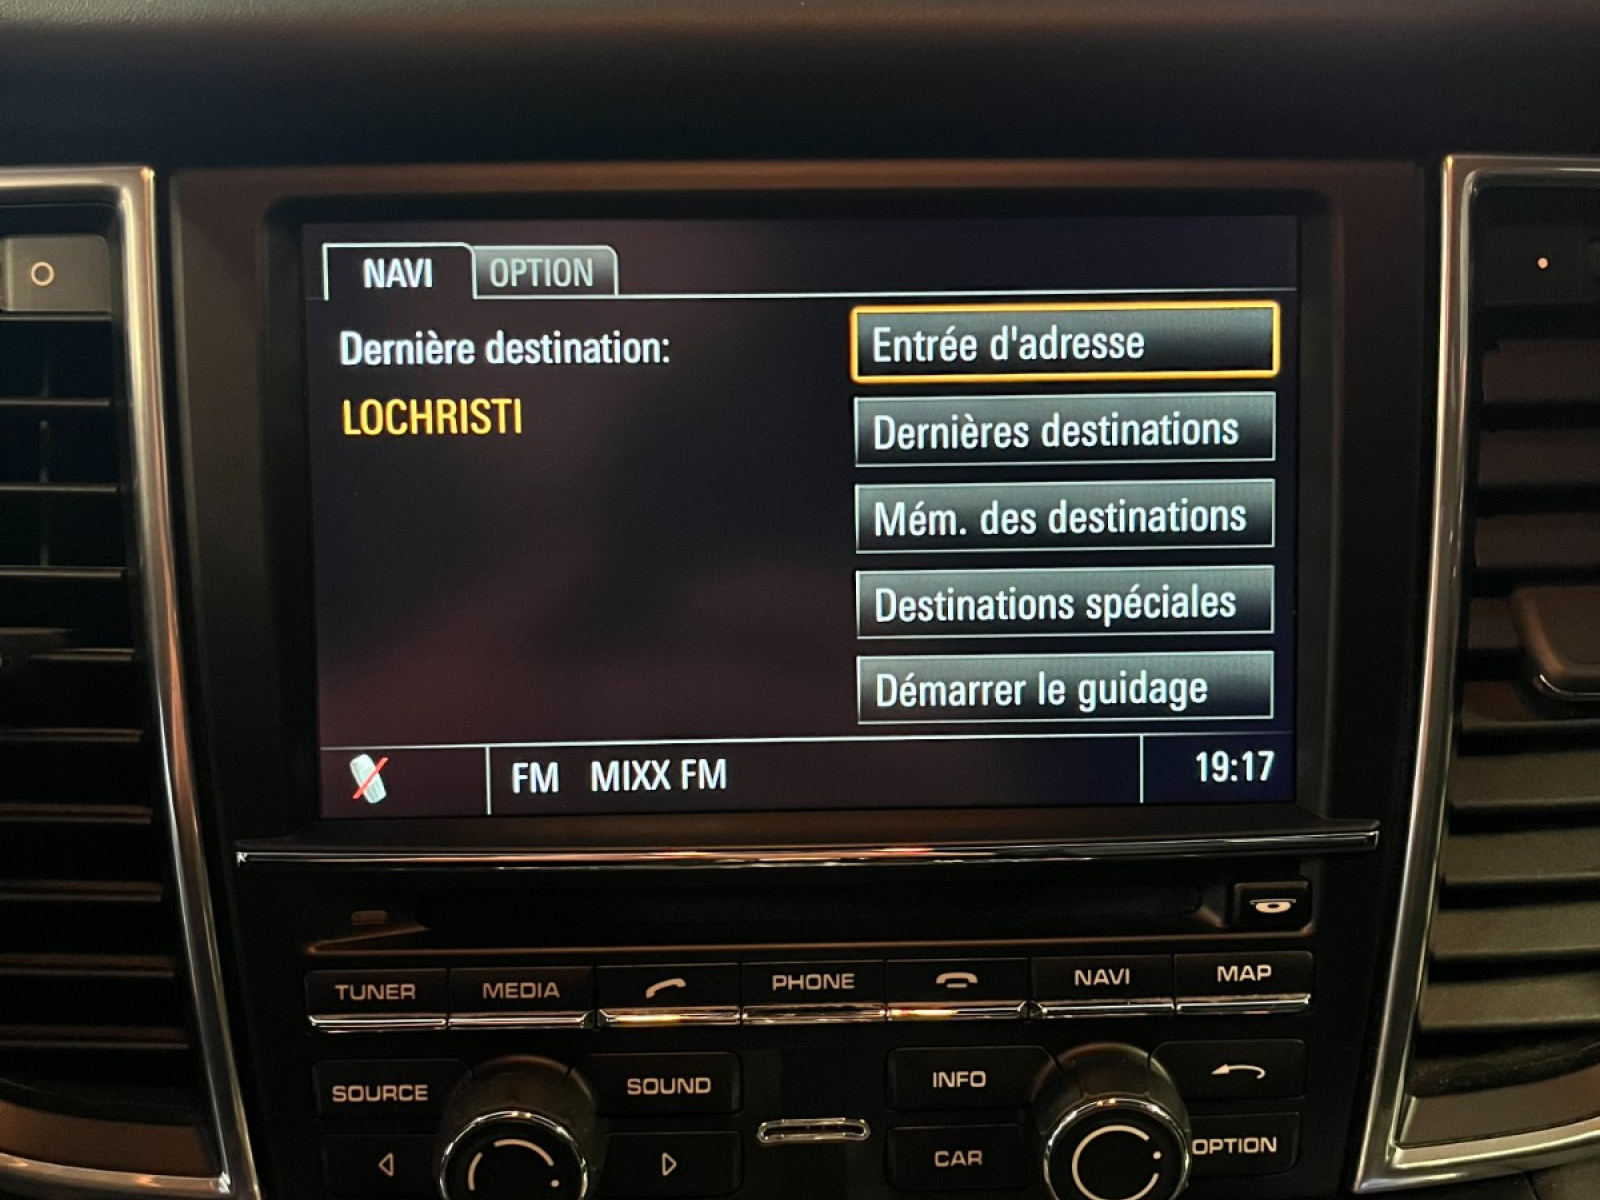 NAVI OPTION
Dernière destination:
LOCHRISTI
Entrée d'adresse
Dernières destinations
Mém. des destinations
Destinations spéciales
Démarrer le guidage
FM MIXX FM 19:17
TUNER MEDIA PHONE NAVI MAP
SOURCE SOUND INFO
CAR OPTION